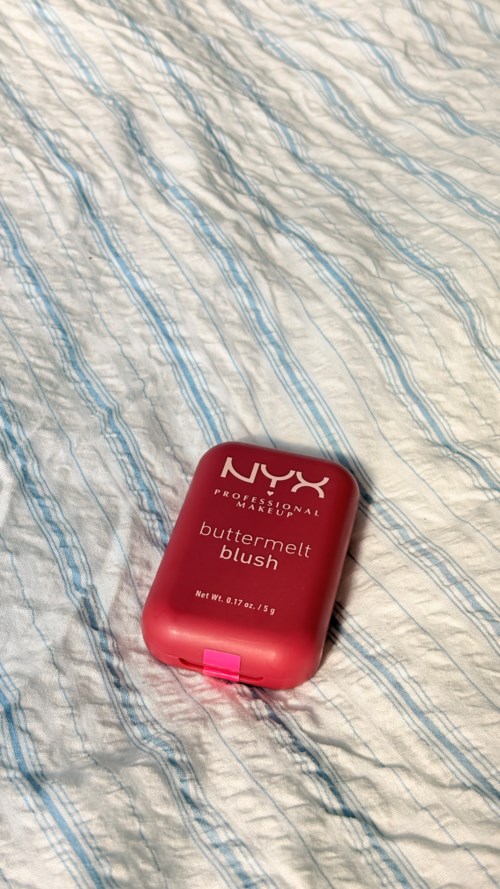 NYX
PROFESSIONAL
MAKEUP
buttermelt
blush
Net Wt. 0.17 oz. / 5 g